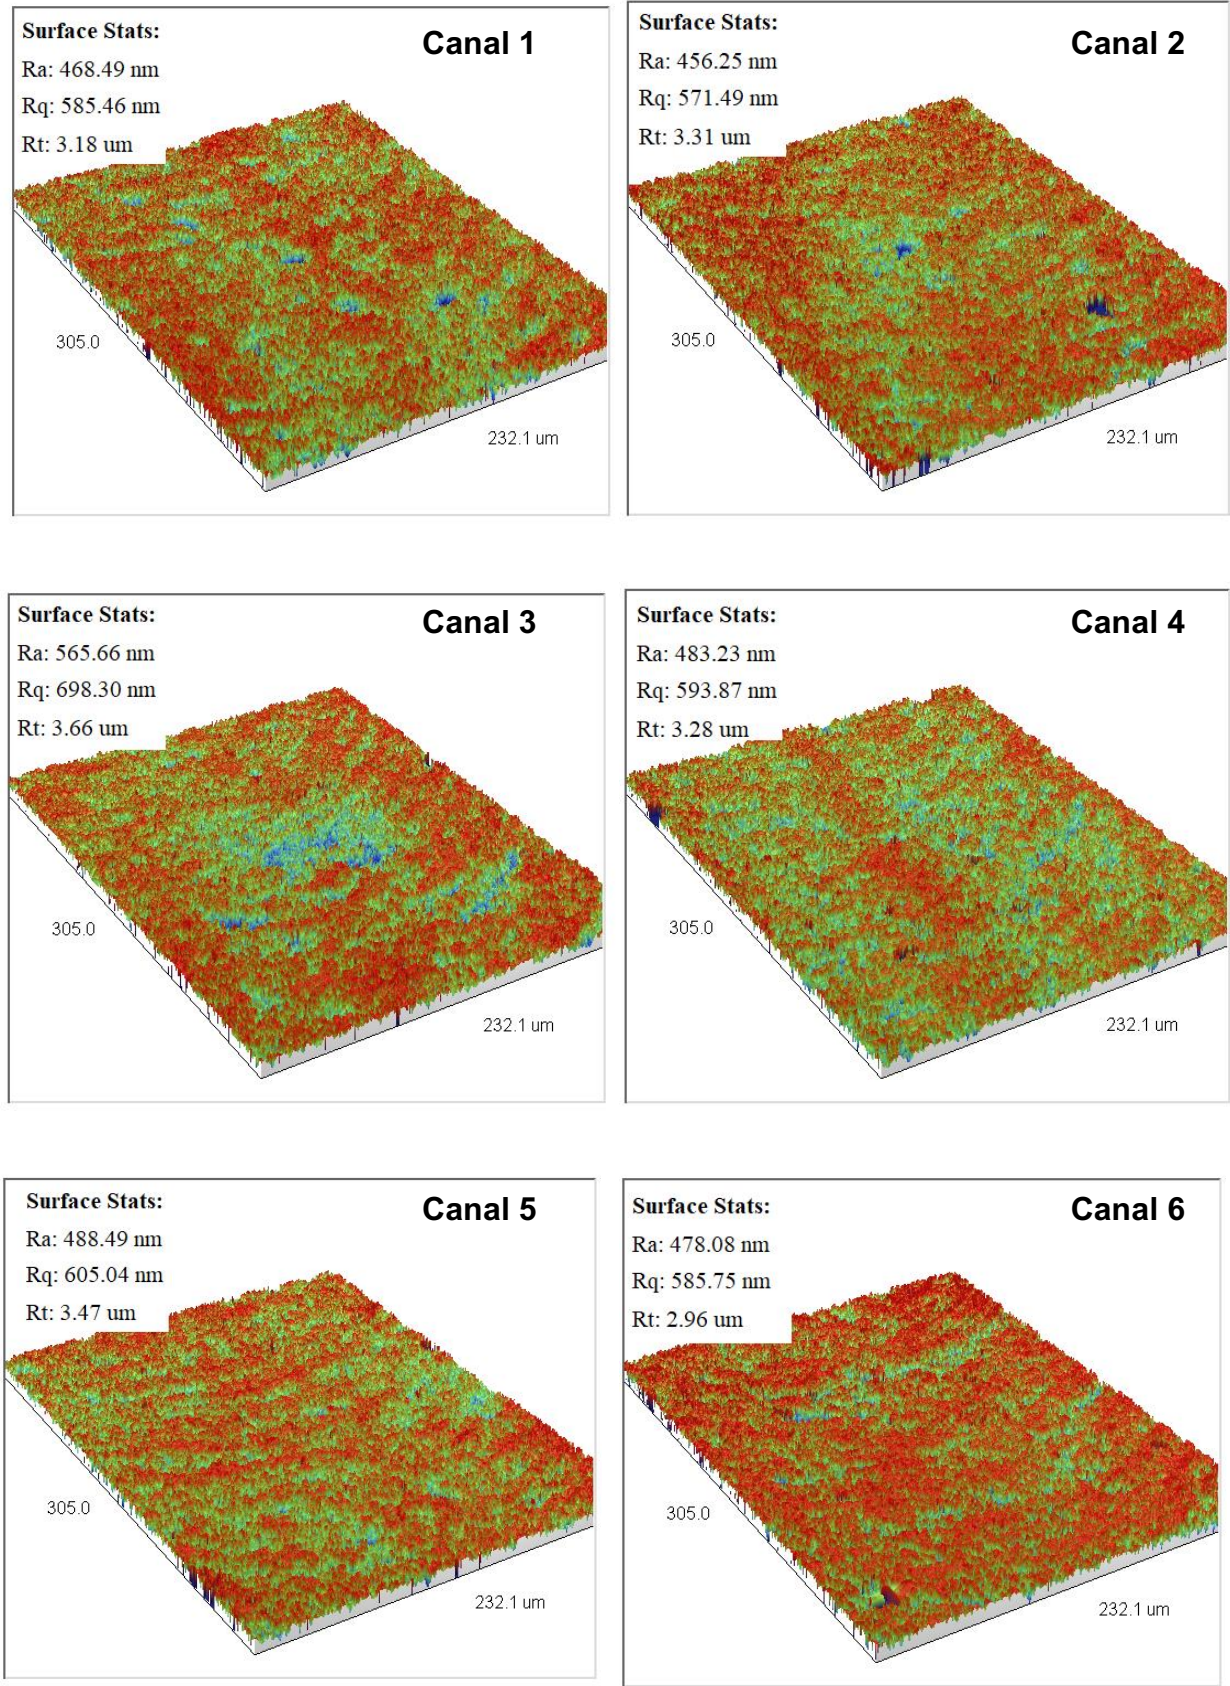 Surface Stats:
Canal 1
Ra: 468.49 nm
Rq: 585.46 nm
Rt: 3.18 um
305.0
232.1 um
Surface Stats:
Canal 2
Ra: 456.25 nm
Rq: 571.49 nm
Rt: 3.31 um
305.0
232.1 um
Surface Stats:
Canal 3
Ra: 565.66 nm
Rq: 698.30 nm
Rt: 3.66 um
305.0
232.1 um
Surface Stats:
Canal 4
Ra: 483.23 nm
Rq: 593.87 nm
Rt: 3.28 um
305.0
232.1 um
Surface Stats:
Canal 5
Ra: 488.49 nm
Rq: 605.04 nm
Rt: 3.47 um
305.0
232.1 um
Surface Stats:
Canal 6
Ra: 478.08 nm
Rq: 585.75 nm
Rt: 2.96 um
305.0
232.1 um